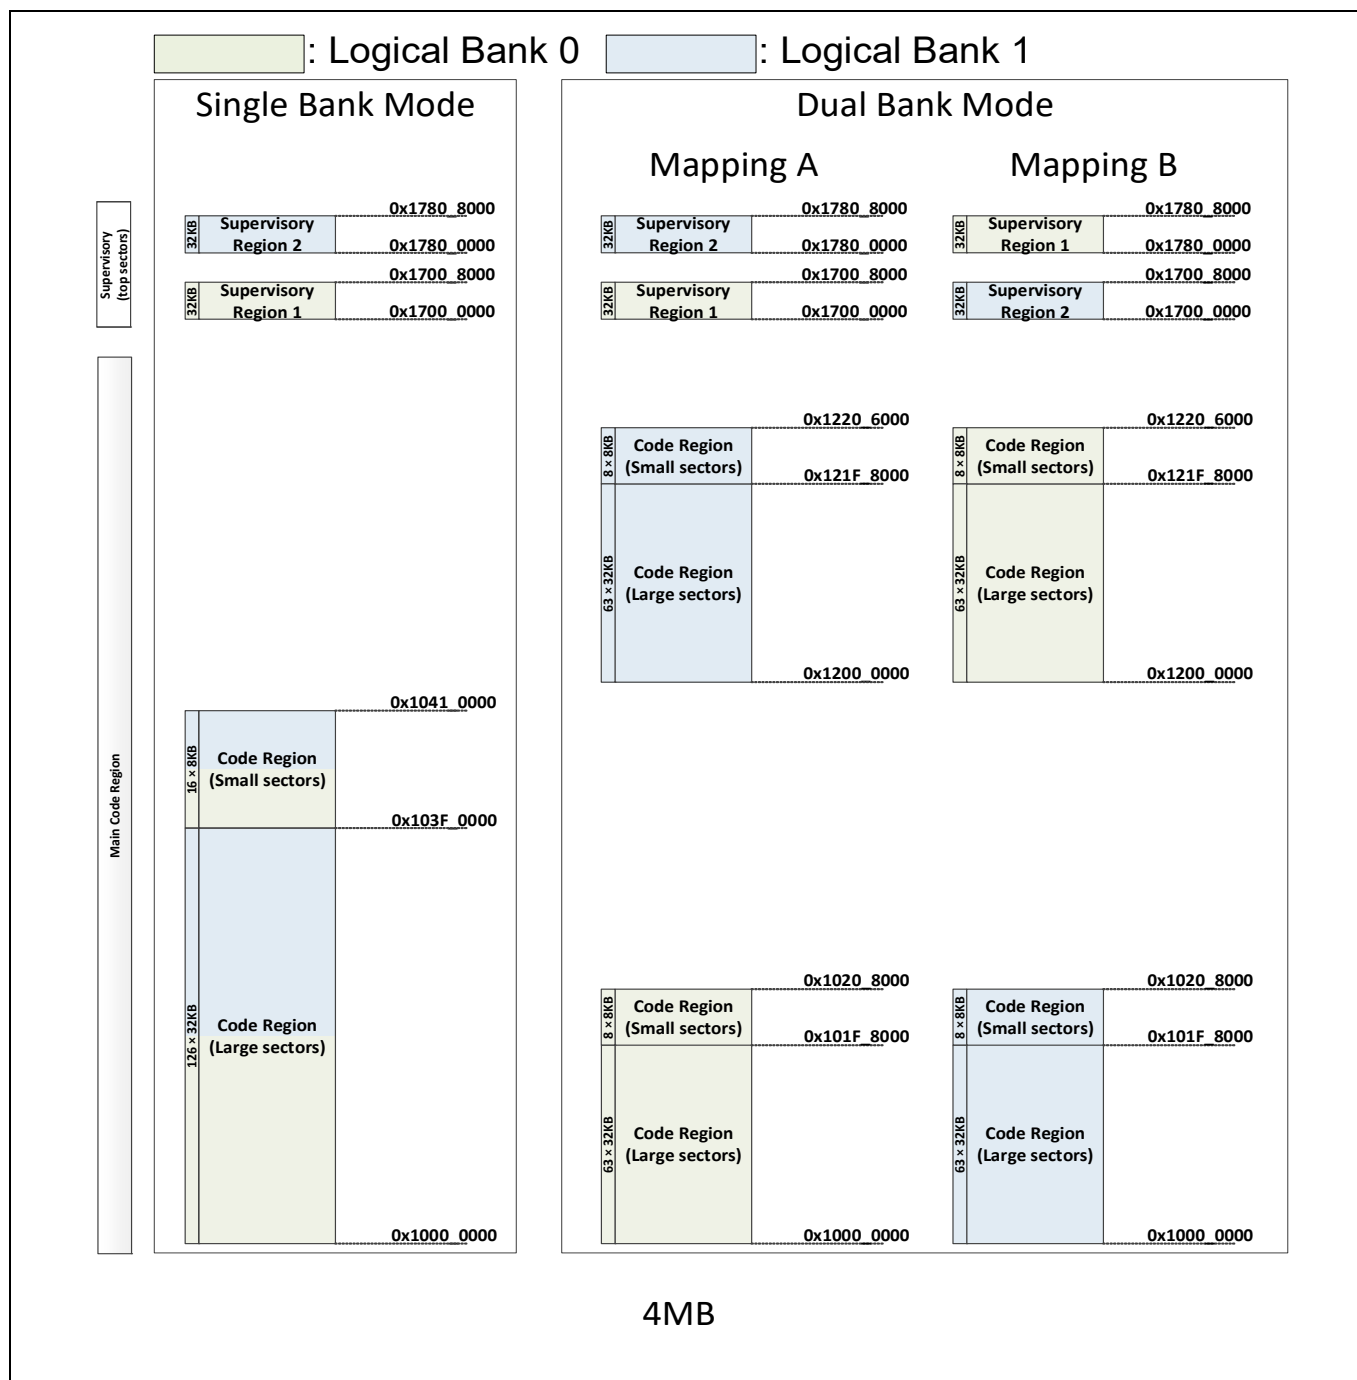 : Logical Bank 0
: Logical Bank 1
Single Bank Mode
Dual Bank Mode
Mapping A
Mapping B
Supervisory
(top sectors)
Main Code Region
32KB
Supervisory
Region 2
0x1780_8000
0x1780_0000
32KB
Supervisory
Region 1
0x1700_8000
0x1700_0000
16 × 8KB
Code Region
(Small sectors)
0x1041_0000
0x103F_0000
126 × 32KB
Code Region
(Large sectors)
0x1000_0000
32KB
Supervisory
Region 2
0x1780_8000
0x1780_0000
32KB
Supervisory
Region 1
0x1700_8000
0x1700_0000
8 × 8KB
Code Region
(Small sectors)
0x1220_6000
0x121F_8000
63 × 32KB
Code Region
(Large sectors)
0x1200_0000
8 × 8KB
Code Region
(Small sectors)
0x1020_8000
0x101F_8000
63 × 32KB
Code Region
(Large sectors)
0x1000_0000
32KB
Supervisory
Region 1
0x1780_8000
0x1780_0000
32KB
Supervisory
Region 2
0x1700_8000
0x1700_0000
8 × 8KB
Code Region
(Small sectors)
0x1220_6000
0x121F_8000
63 × 32KB
Code Region
(Large sectors)
0x1200_0000
8 × 8KB
Code Region
(Small sectors)
0x1020_8000
0x101F_8000
63 × 32KB
Code Region
(Large sectors)
0x1000_0000
4MB